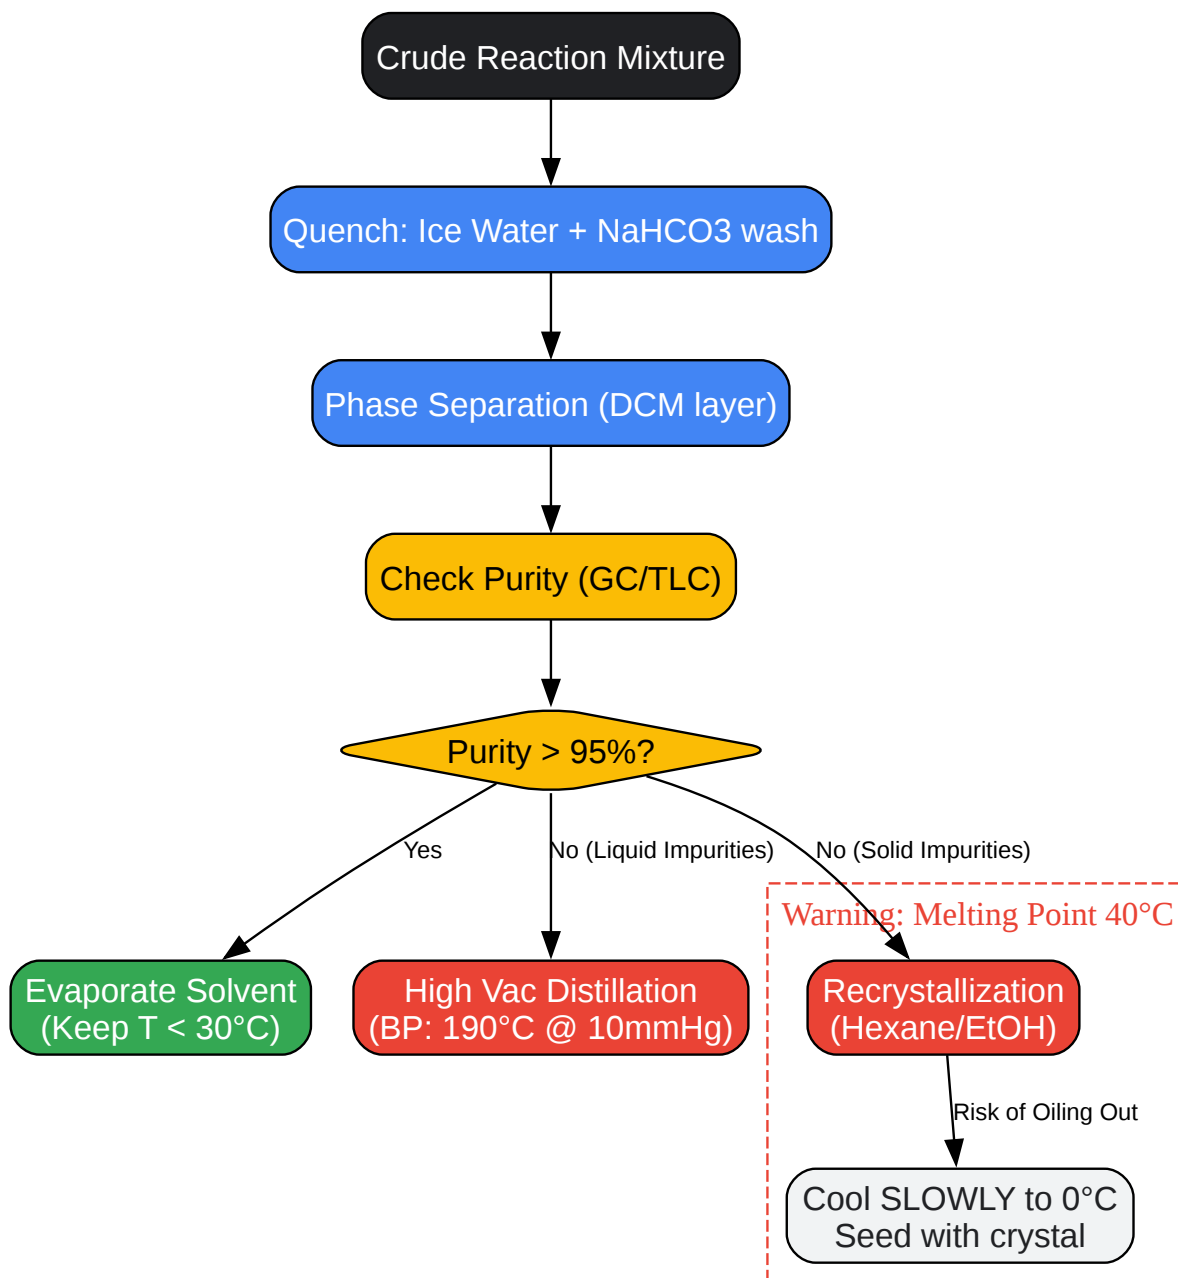 Crude Reaction Mixture
Quench: Ice Water + NaHCO3 wash
Phase Separation (DCM layer)
Check Purity (GC/TLC)
Purity > 95%?
Yes
No (Liquid Impurities)
No (Solid Impurities)
Warning: Melting Point 40°C
Evaporate Solvent
(Keep T < 30°C)
High Vac Distillation
(BP: 190°C @ 10mmHg)
Recrystallization
(Hexane/EtOH)
Risk of Oiling Out
Cool SLOWLY to 0°C
Seed with crystal